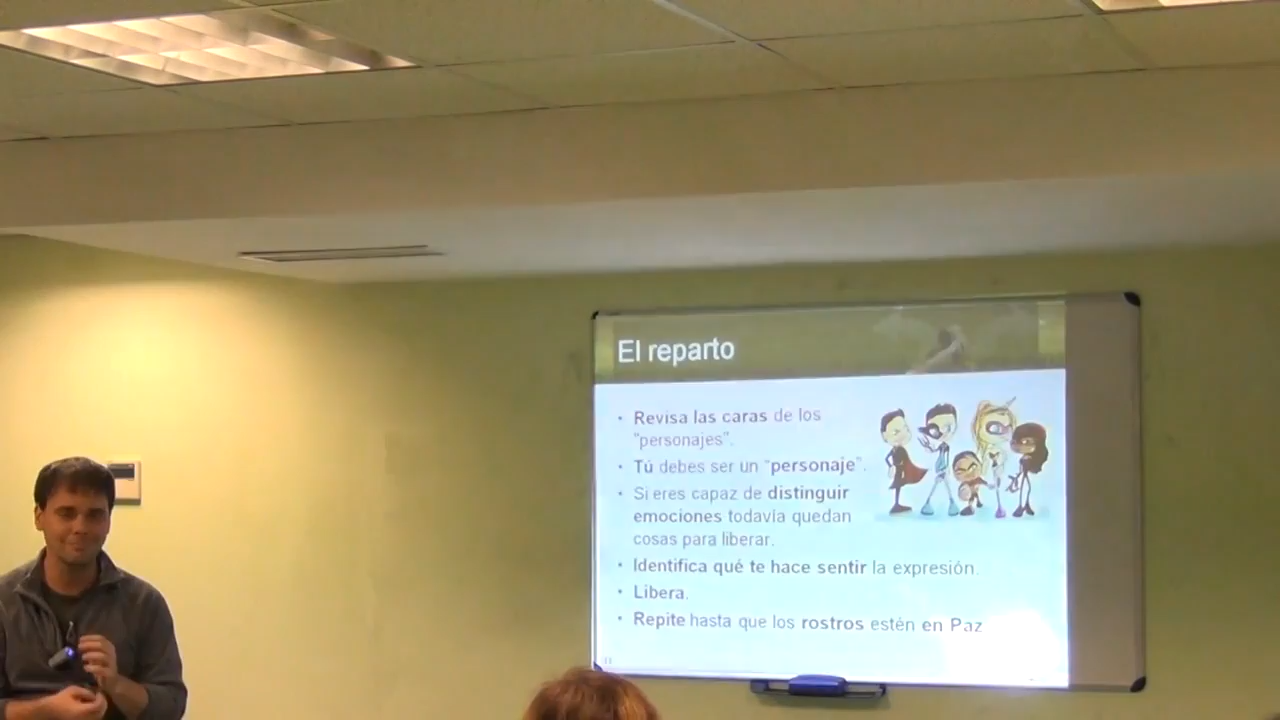 El reparto
• Revisa las caras de los
"personajes".
• Tú debes ser un "personaje".
• Si eres capaz de distinguir
emociones todavía quedan
cosas para liberar.
• Identifica qué te hace sentir la expresión.
• Libera.
• Repite hasta que los rostros estén en Paz